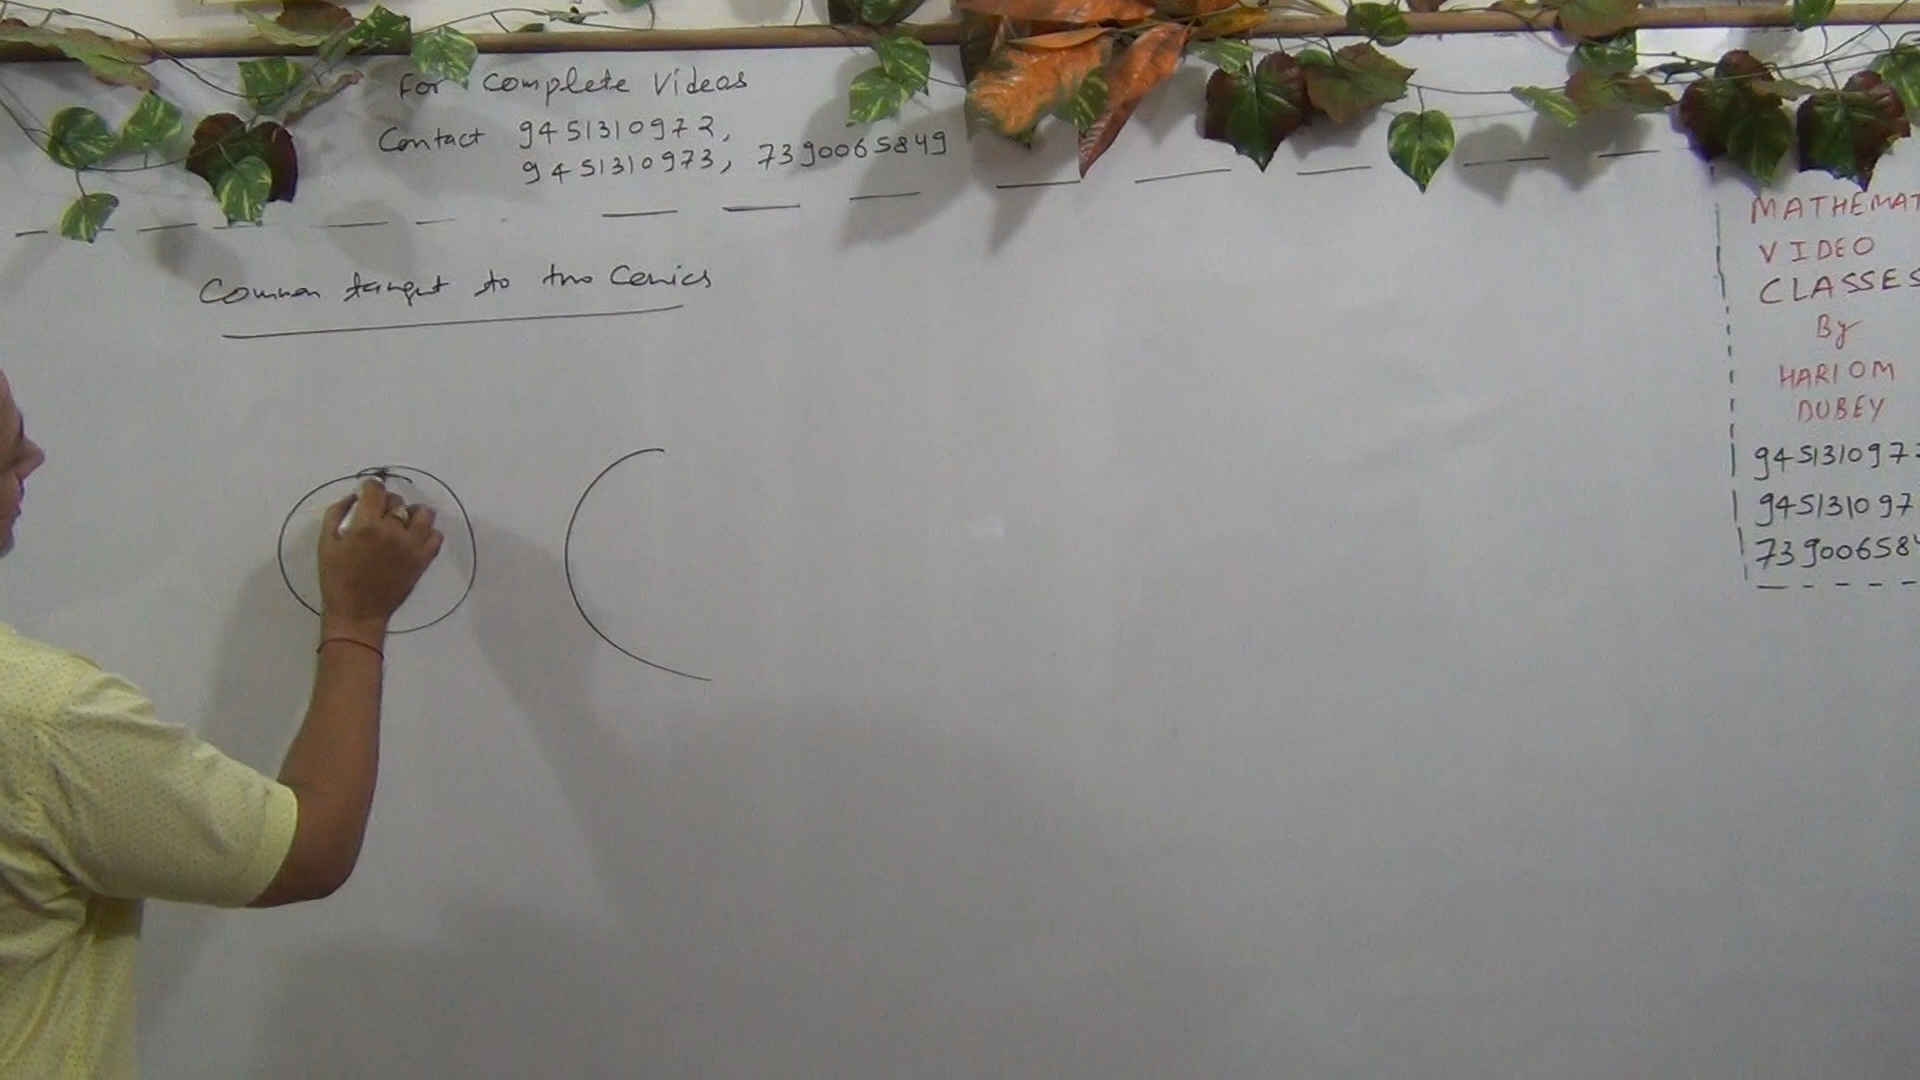 For Complete Videos
Contact 9451310972,
9451310973, 7390065849
Common tangent to two Conics
MATHEMAT
VIDEO
CLASSES
By
HARIOM
DUBEY
945131097
945131097
73900658